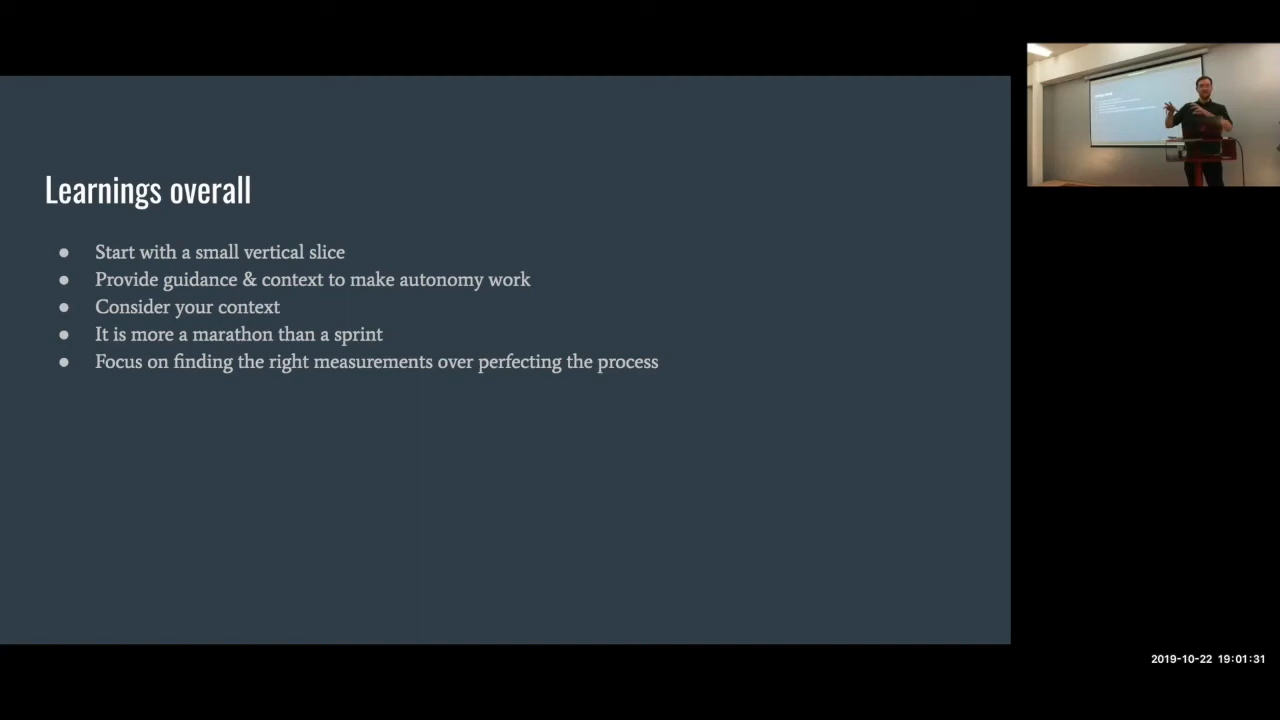 Learnings overall
● Start with a small vertical slice
● Provide guidance & context to make autonomy work
● Consider your context
● It is more a marathon than a sprint
● Focus on finding the right measurements over perfecting the process
2019-10-22 19:01:31